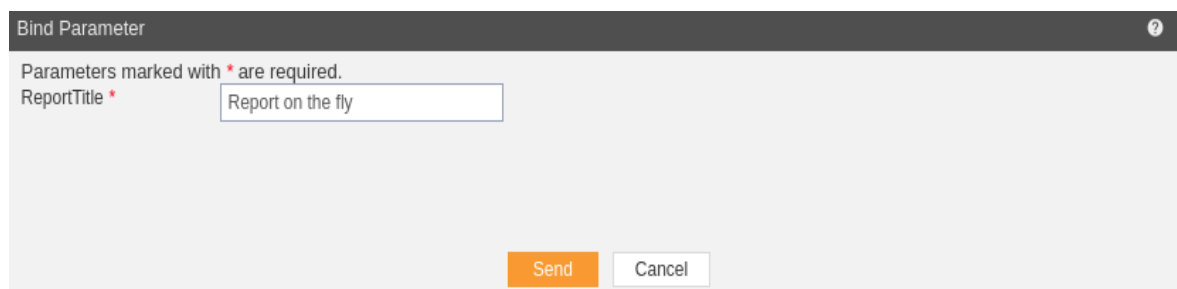 Bind Parameter ?
Parameters marked with * are required.
ReportTitle * Report on the fly
Send Cancel